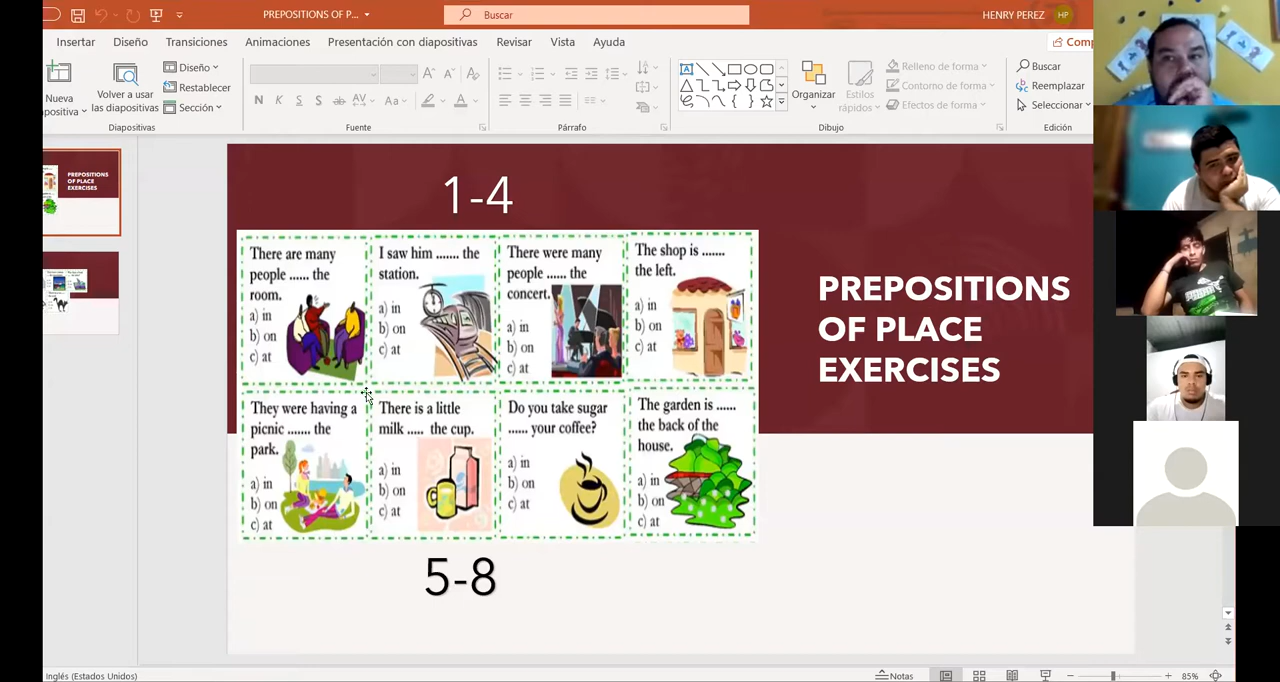 PREPOSITIONS OF P...
Buscar
HENRY PEREZ
HP
Insertar
Diseño
Transiciones
Animaciones
Presentación con diapositivas
Revisar
Vista
Ayuda
Nueva
Volver a usar
las diapositivas
Diseño
Restablecer
Sección
Diapositivas
N K S S ab AV Aa A
Fuente
Párrafo
Organizar
Estilos
rápidos
Relleno de forma
Contorno de forma
Efectos de forma
Dibujo
Buscar
Reemplazar
Seleccionar
Edición
PREPOSITIONS
OF PLACE
EXERCISES
1-4
There are many
people ...... the
room.
a) in
b) on
c) at
I saw him ....... the
station.
a) in
b) on
c) at
There were many
people ...... the
concert.
a) in
b) on
c) at
The shop is .......
the left.
a) in
b) on
c) at
They were having a
picnic ....... the
park.
a) in
b) on
c) at
There is a little
milk ..... the cup.
a) in
b) on
c) at
Do you take sugar
...... your coffee?
a) in
b) on
c) at
The garden is ......
the back of the
house.
a) in
b) on
c) at
5-8
PREPOSITIONS
OF PLACE
EXERCISES
Inglés (Estados Unidos)
Notas
85%